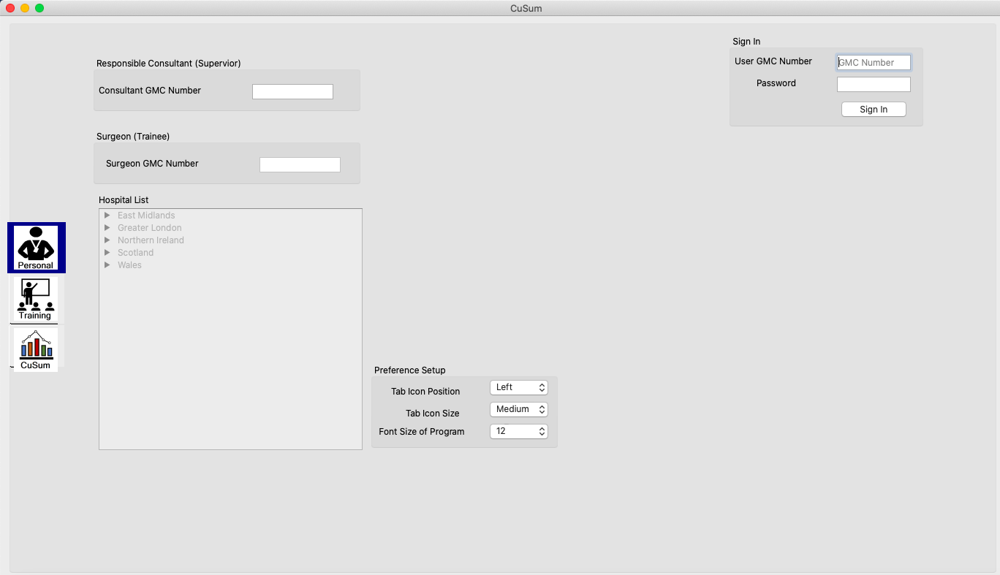 CuSum
Sign In
User GMC Number
GMC Number
Password
Sign In
Responsible Consultant (Supervior)
Consultant GMC Number
Surgeon (Trainee)
Surgeon GMC Number
Hospital List
East Midlands
Greater London
Northern Ireland
Scotland
Wales
Personal
Training
CuSum
Preference Setup
Tab Icon Position
Left
Tab Icon Size
Medium
Font Size of Program
12